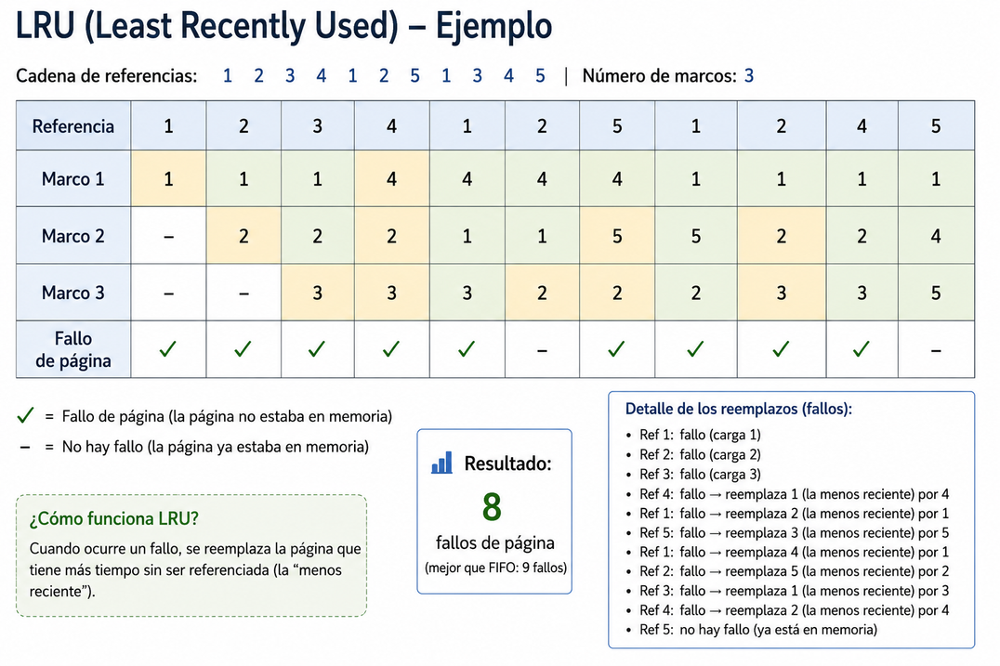 LRU (Least Recently Used) – Ejemplo
Cadena de referencias: 1 2 3 4 1 2 5 1 3 4 5 | Número de marcos: 3
Referencia 1 2 3 4 1 2 5 1 2 4 5
Marco 1 1 1 1 4 4 4 4 1 1 1 1
Marco 2 – 2 2 2 1 1 5 5 2 2 4
Marco 3 – – 3 3 3 2 2 2 3 3 5
Fallo
de página ✓ ✓ ✓ ✓ ✓ – ✓ ✓ ✓ ✓ –
✓ = Fallo de página (la página no estaba en memoria)
– = No hay fallo (la página ya estaba en memoria)
¿Cómo funciona LRU?
Cuando ocurre un fallo, se reemplaza la página que
tiene más tiempo sin ser referenciada (la “menos
reciente”).
Resultado:
8
fallos de página
(mejor que FIFO: 9 fallos)
Detalle de los reemplazos (fallos):
• Ref 1: fallo (carga 1)
• Ref 2: fallo (carga 2)
• Ref 3: fallo (carga 3)
• Ref 4: fallo → reemplaza 1 (la menos reciente) por 4
• Ref 1: fallo → reemplaza 2 (la menos reciente) por 1
• Ref 5: fallo → reemplaza 3 (la menos reciente) por 5
• Ref 1: fallo → reemplaza 4 (la menos reciente) por 1
• Ref 2: fallo → reemplaza 5 (la menos reciente) por 2
• Ref 3: fallo → reemplaza 1 (la menos reciente) por 3
• Ref 4: fallo → reemplaza 2 (la menos reciente) por 4
• Ref 5: no hay fallo (ya está en memoria)